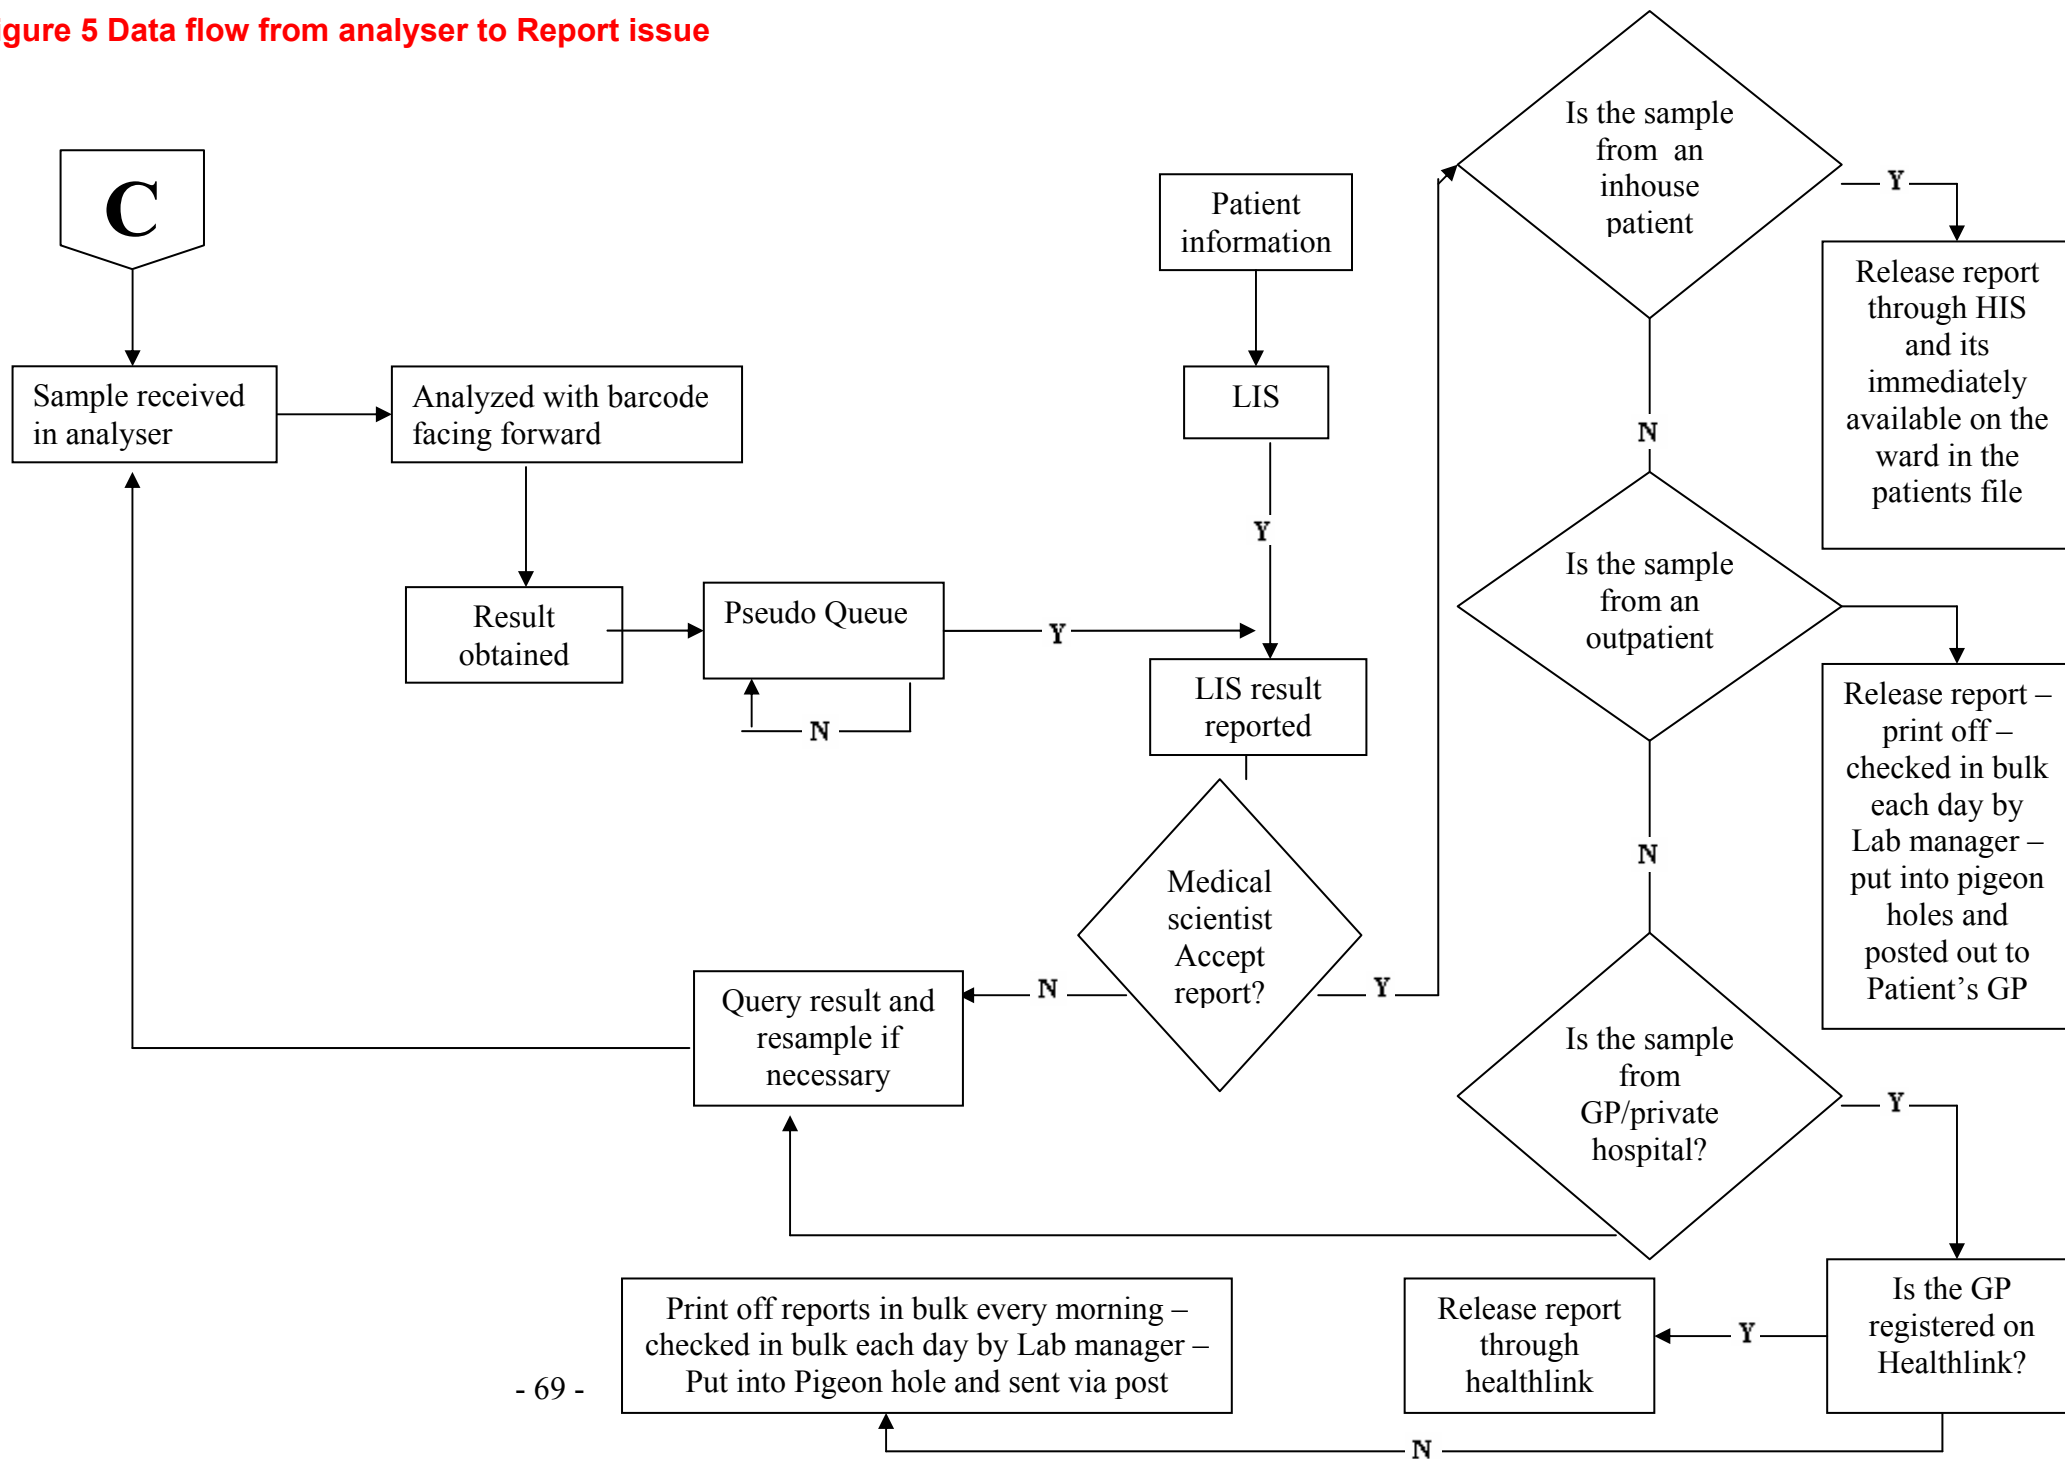 igure 5 Data flow from analyser to Report issue
C
Sample received
in analyser
Analyzed with barcode
facing forward
Result
obtained
Pseudo Queue
N
Y
Patient
information
LIS
Y
LIS result
reported
Medical
scientist
Accept
report?
N
Y
Query result and
resample if
necessary
Is the sample
from an
inhouse
patient
Y
Release report
through HIS
and its
immediately
available on the
ward in the
patients file
N
Is the sample
from an
outpatient
Release report –
print off –
checked in bulk
each day by
Lab manager –
put into pigeon
holes and
posted out to
Patient’s GP
N
Is the sample
from
GP/private
hospital?
Y
Is the GP
registered on
Healthlink?
Y
Release report
through
healthlink
N
Print off reports in bulk every morning –
checked in bulk each day by Lab manager –
Put into Pigeon hole and sent via post
- 69 -